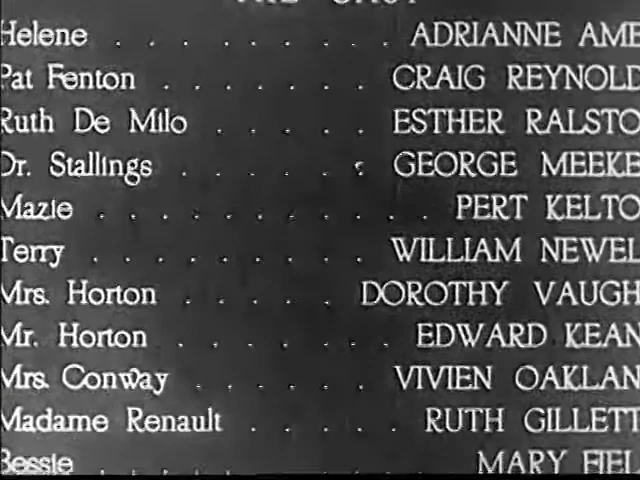 THE CAST
Helene . . . . . . . . . . ADRIANNE AME
Pat Fenton . . . . . . . CRAIG REYNOLD
Ruth De Milo . . . . . ESTHER RALSTO
Dr. Stallings . . . . . . GEORGE MEEKE
Mazie . . . . . . . . . . . . PERT KELTO
Terry . . . . . . . . . . WILLIAM NEWEL
Mrs. Horton . . . . . DOROTHY VAUGH
Mr. Horton . . . . . . . . EDWARD KEAN
Mrs. Conway . . . . . . VIVIEN OAKLAN
Madame Renault . . . . . RUTH GILLETT
Bessie . . . . . . . . . MARY FIEL